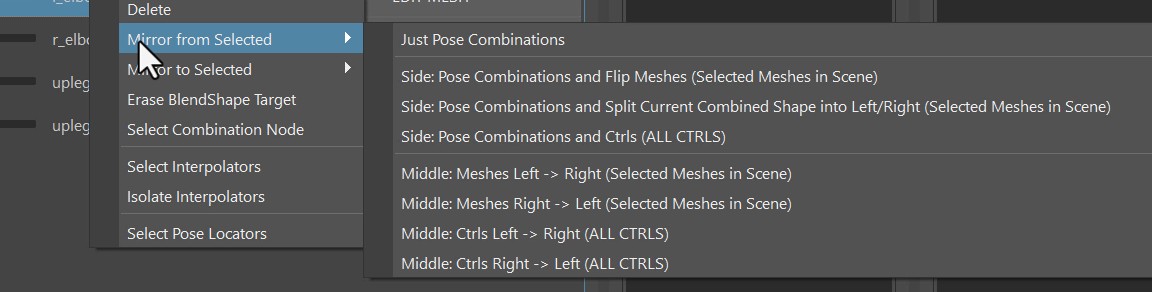 Delete
Mirror from Selected
Mirror to Selected
Erase BlendShape Target
Select Combination Node
Select Interpolators
Isolate Interpolators
Select Pose Locators
Just Pose Combinations
Side: Pose Combinations and Flip Meshes (Selected Meshes in Scene)
Side: Pose Combinations and Split Current Combined Shape into Left/Right (Selected Meshes in Scene)
Side: Pose Combinations and Ctrls (ALL CTRLS)
Middle: Meshes Left -> Right (Selected Meshes in Scene)
Middle: Meshes Right -> Left (Selected Meshes in Scene)
Middle: Ctrls Left -> Right (ALL CTRLS)
Middle: Ctrls Right -> Left (ALL CTRLS)
r_elb
upleg
upleg